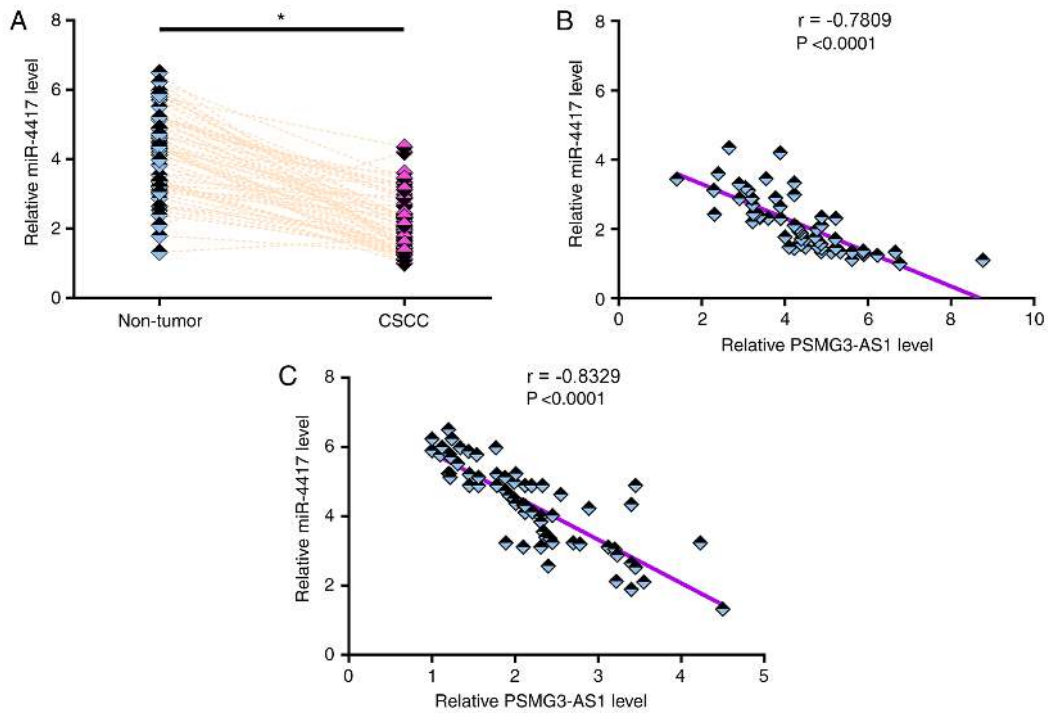 A
*
8
6
4
2
0
Relative miR-4417 level
Non-tumor
CSCC
B
r = -0.7809
P <0.0001
8
6
4
2
0
Relative miR-4417 level
0 2 4 6 8 10
Relative PSMG3-AS1 level
C
r = -0.8329
P <0.0001
8
6
4
2
0
Relative miR-4417 level
0 1 2 3 4 5
Relative PSMG3-AS1 level